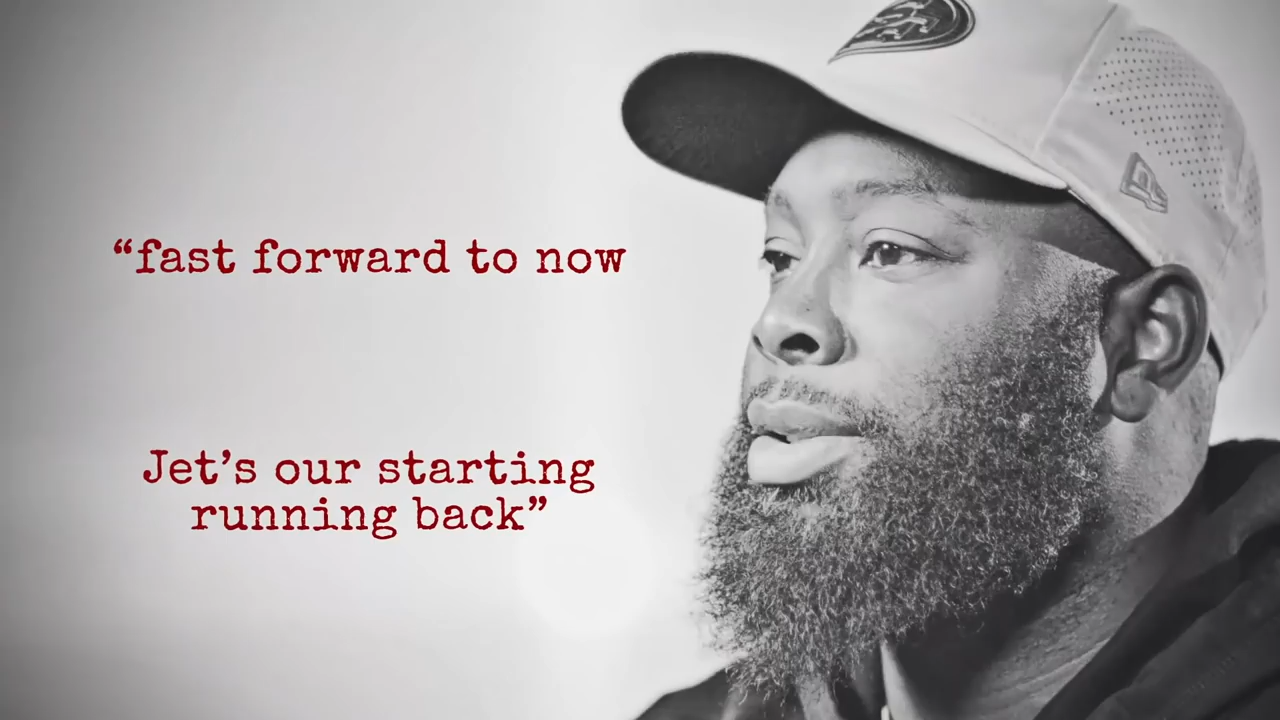 “fast forward to now
Jet’s our starting
running back”